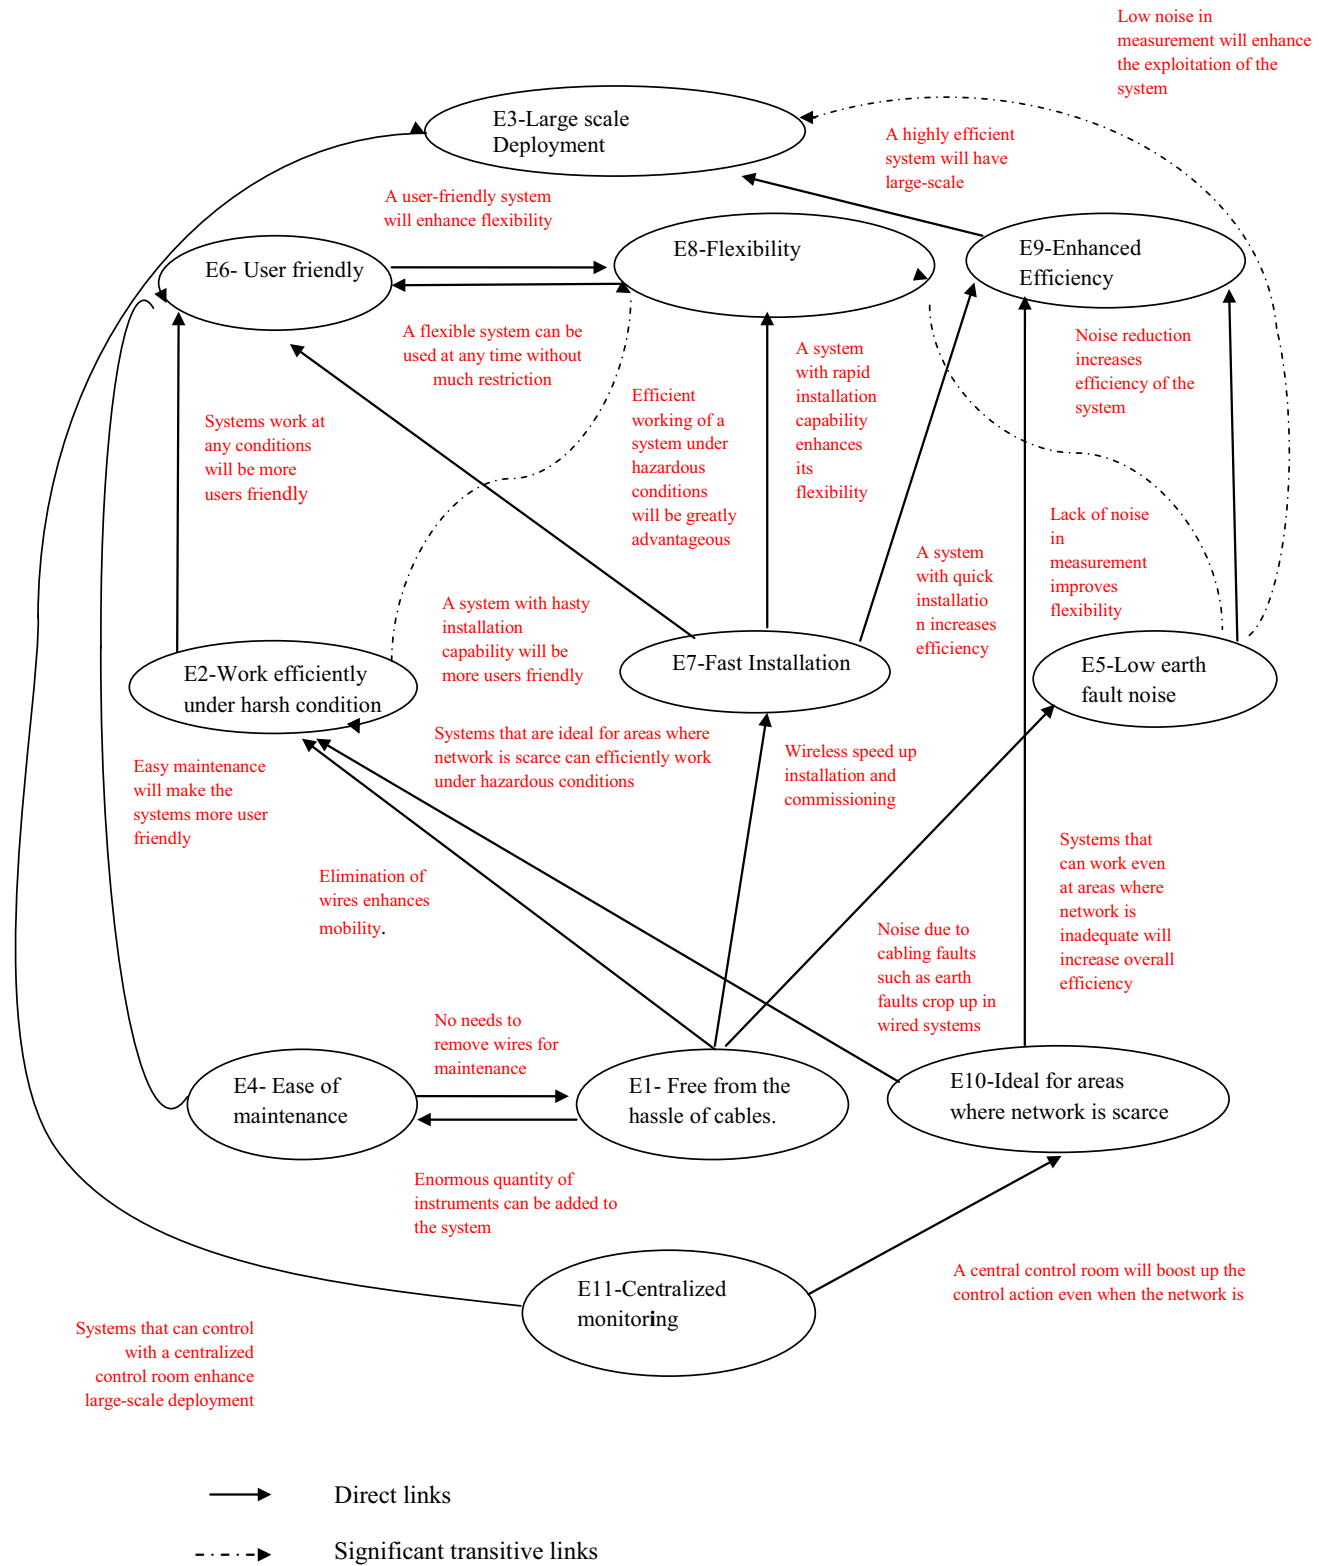 Low noise in
measurement will enhance
the exploitation of the
system
E3-Large scale
Deployment
A highly efficient
system will have
large-scale
A user-friendly system
will enhance flexibility
E6- User friendly
E8-Flexibility
E9-Enhanced
Efficiency
A flexible system can be
used at any time without
much restriction
A system
with rapid
installation
capability
enhances
its
flexibility
Noise reduction
increases
efficiency of the
system
Efficient
working of a
system under
hazardous
conditions
will be greatly
advantageous
Systems work at
any conditions
will be more
users friendly
Lack of noise
in
measurement
improves
flexibility
A system
with quick
installatio
n increases
efficiency
A system with hasty
installation
capability will be
more users friendly
E2-Work efficiently
under harsh condition
E7-Fast Installation
E5-Low earth
fault noise
Systems that are ideal for areas where
network is scarce can efficiently work
under hazardous conditions
Wireless speed up
installation and
commissioning
Easy maintenance
will make the
systems more user
friendly
Elimination of
wires enhances
mobility.
Systems that
can work even
at areas where
network is
inadequate will
increase overall
efficiency
Noise due to
cabling faults
such as earth
faults crop up in
wired systems
No needs to
remove wires for
maintenance
E4- Ease of
maintenance
E1- Free from the
hassle of cables.
E10-Ideal for areas
where network is scarce
Enormous quantity of
instruments can be added to
the system
E11-Centralized
monitoring
A central control room will boost up the
control action even when the network is
Systems that can control
with a centralized
control room enhance
large-scale deployment
Direct links
Significant transitive links